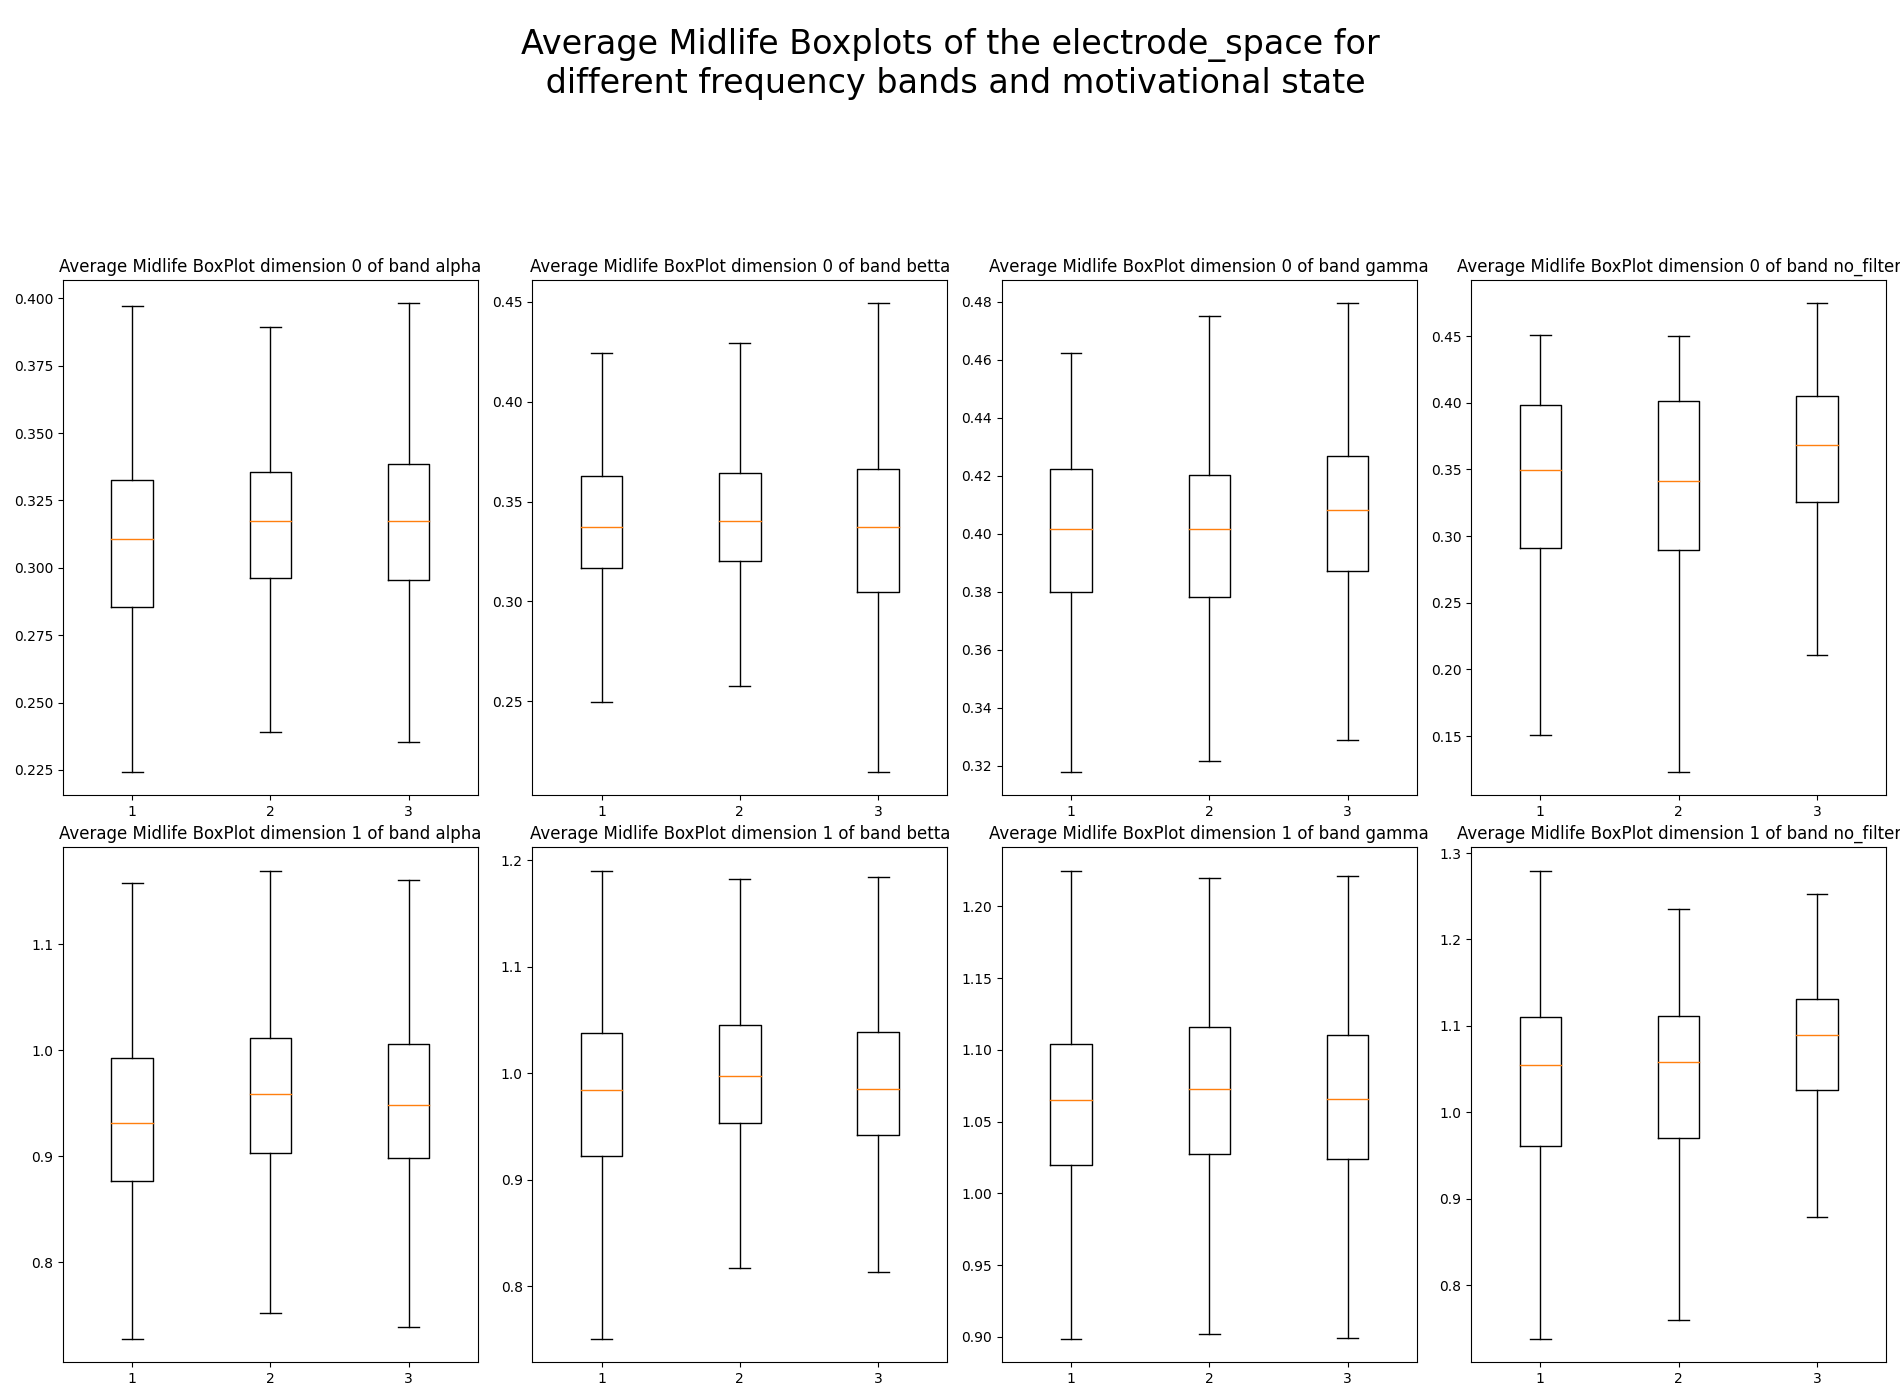 Average Midlife Boxplots of the electrode_space for
different frequency bands and motivational state
Average Midlife BoxPlot dimension 0 of band alpha
0.400
0.375
0.350
0.325
0.300
0.275
0.250
0.225
1 2 3
Average Midlife BoxPlot dimension 0 of band betta
0.45
0.40
0.35
0.30
0.25
1 2 3
Average Midlife BoxPlot dimension 0 of band gamma
0.48
0.46
0.44
0.42
0.40
0.38
0.36
0.34
0.32
1 2 3
Average Midlife BoxPlot dimension 0 of band no_filter
0.45
0.40
0.35
0.30
0.25
0.20
0.15
1 2 3
Average Midlife BoxPlot dimension 1 of band alpha
1.1
1.0
0.9
0.8
1 2 3
Average Midlife BoxPlot dimension 1 of band betta
1.2
1.1
1.0
0.9
0.8
1 2 3
Average Midlife BoxPlot dimension 1 of band gamma
1.20
1.15
1.10
1.05
1.00
0.95
0.90
1 2 3
Average Midlife BoxPlot dimension 1 of band no_filter
1.3
1.2
1.1
1.0
0.9
0.8
1 2 3